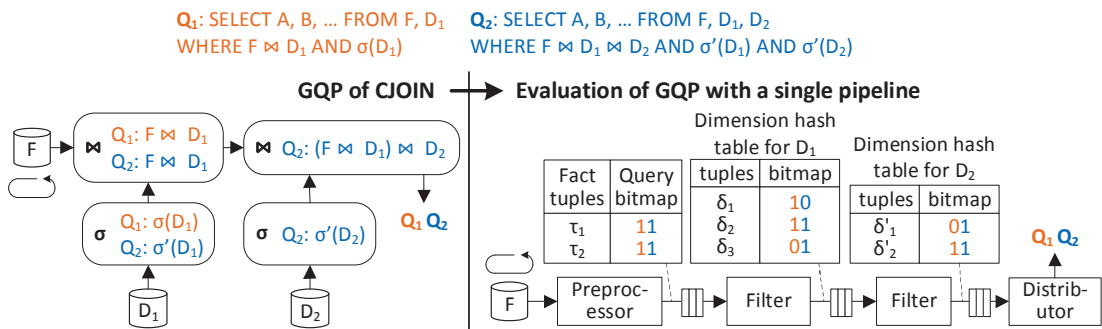 Q₁: SELECT A, B, ... FROM F, D₁
WHERE F ⋈ D₁ AND σ(D₁)
Q₂: SELECT A, B, ... FROM F, D₁, D₂
WHERE F ⋈ D₁ ⋈ D₂ AND σ’(D₁) AND σ’(D₂)
GQP of CJOIN
Evaluation of GQP with a single pipeline
F
⋈
Q₁: F ⋈ D₁
Q₂: F ⋈ D₁
⋈ Q₂: (F ⋈ D₁) ⋈ D₂
σ
Q₁: σ(D₁)
Q₂: σ’(D₁)
σ Q₂: σ’(D₂)
Q₁ Q₂
D₁
D₂
Fact
tuples
Query
bitmap
τ₁ 11
τ₂ 11
Dimension hash
table for D₁
tuples bitmap
δ₁ 10
δ₂ 11
δ₃ 01
Dimension hash
table for D₂
tuples bitmap
δ'₁ 01
δ'₂ 11
Q₁ Q₂
F
Preproc-
essor
Filter
Filter
Distrib-
utor